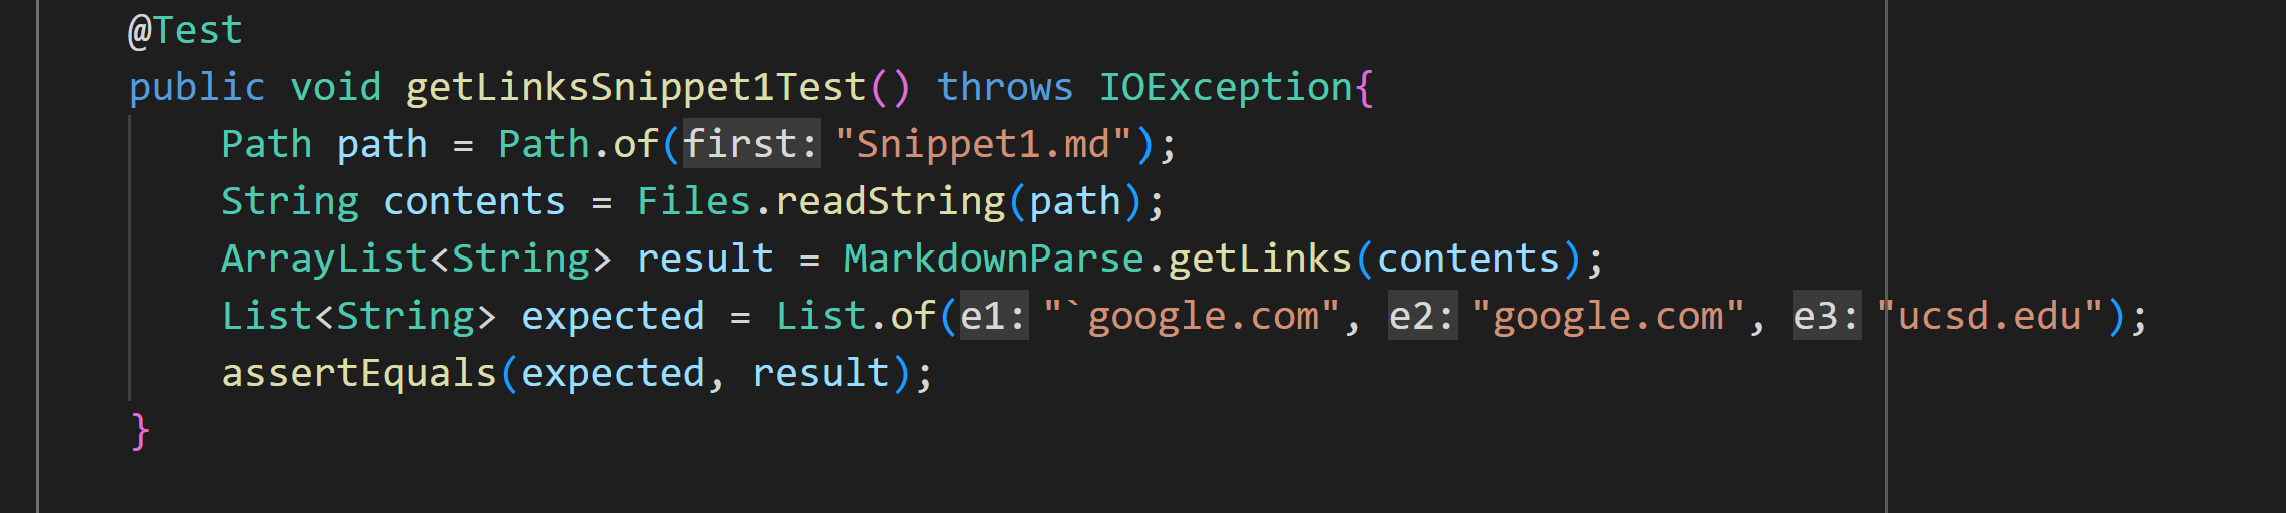 @Test
public void getLinksSnippet1Test() throws IOException{
Path path = Path.of(first: "Snippet1.md");
String contents = Files.readString(path);
ArrayList<String> result = MarkdownParse.getLinks(contents);
List<String> expected = List.of(e1: "`google.com", e2: "google.com", e3: "ucsd.edu");
assertEquals(expected, result);
}